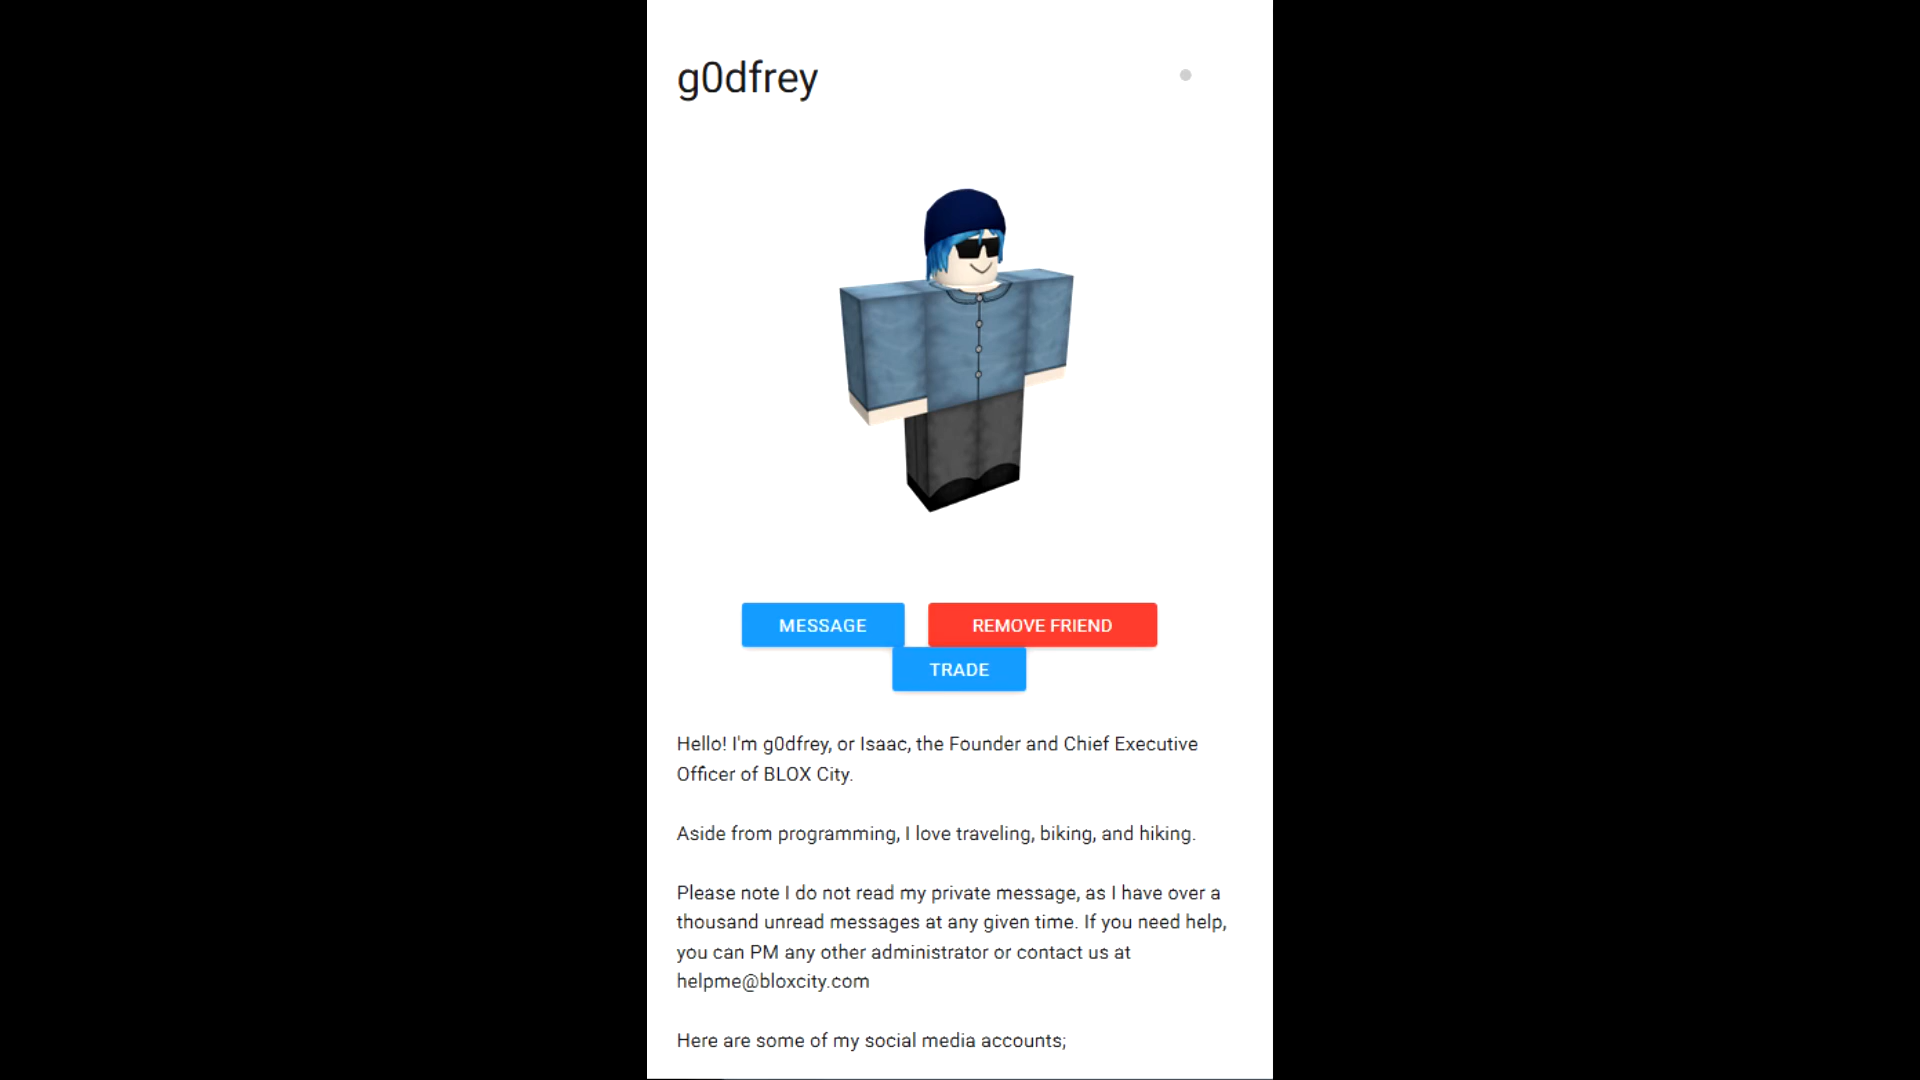 g0dfrey
MESSAGE
REMOVE FRIEND
TRADE
Hello! I'm g0dfrey, or Isaac, the Founder and Chief Executive
Officer of BLOX City.
Aside from programming, I love traveling, biking, and hiking.
Please note I do not read my private message, as I have over a
thousand unread messages at any given time. If you need help,
you can PM any other administrator or contact us at
helpme@bloxcity.com
Here are some of my social media accounts;